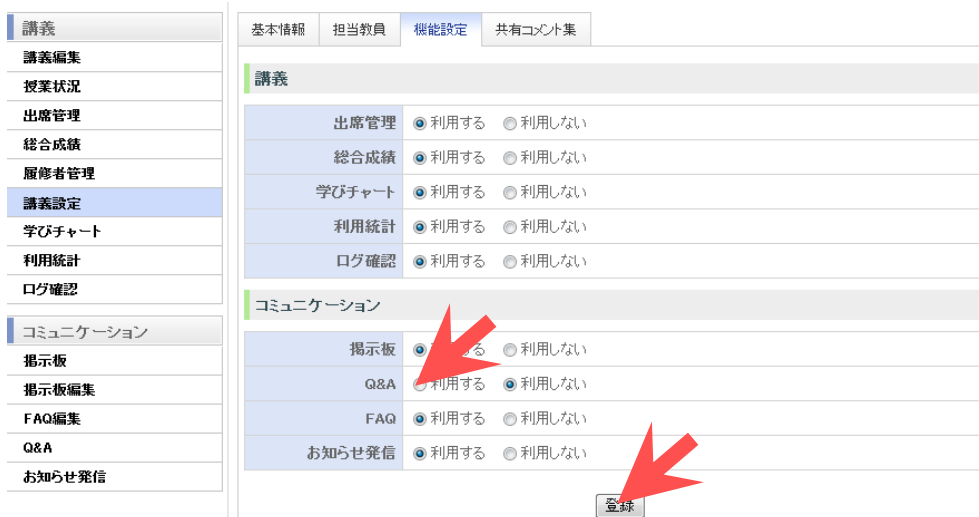 講義
講義編集
授業状況
出席管理
総合成績
履修者管理
講義設定
学びチャート
利用統計
ログ確認
コミュニケーション
掲示板
掲示板編集
FAQ編集
Q&A
お知らせ発信
基本情報 担当教員 機能設定 共有コメント集
講義
出席管理 利用する 利用しない
総合成績 利用する 利用しない
学びチャート 利用する 利用しない
利用統計 利用する 利用しない
ログ確認 利用する 利用しない
コミュニケーション
掲示板 する 利用しない
Q&A 利用する 利用しない
FAQ 利用する 利用しない
お知らせ発信 利用する 利用しない
登録